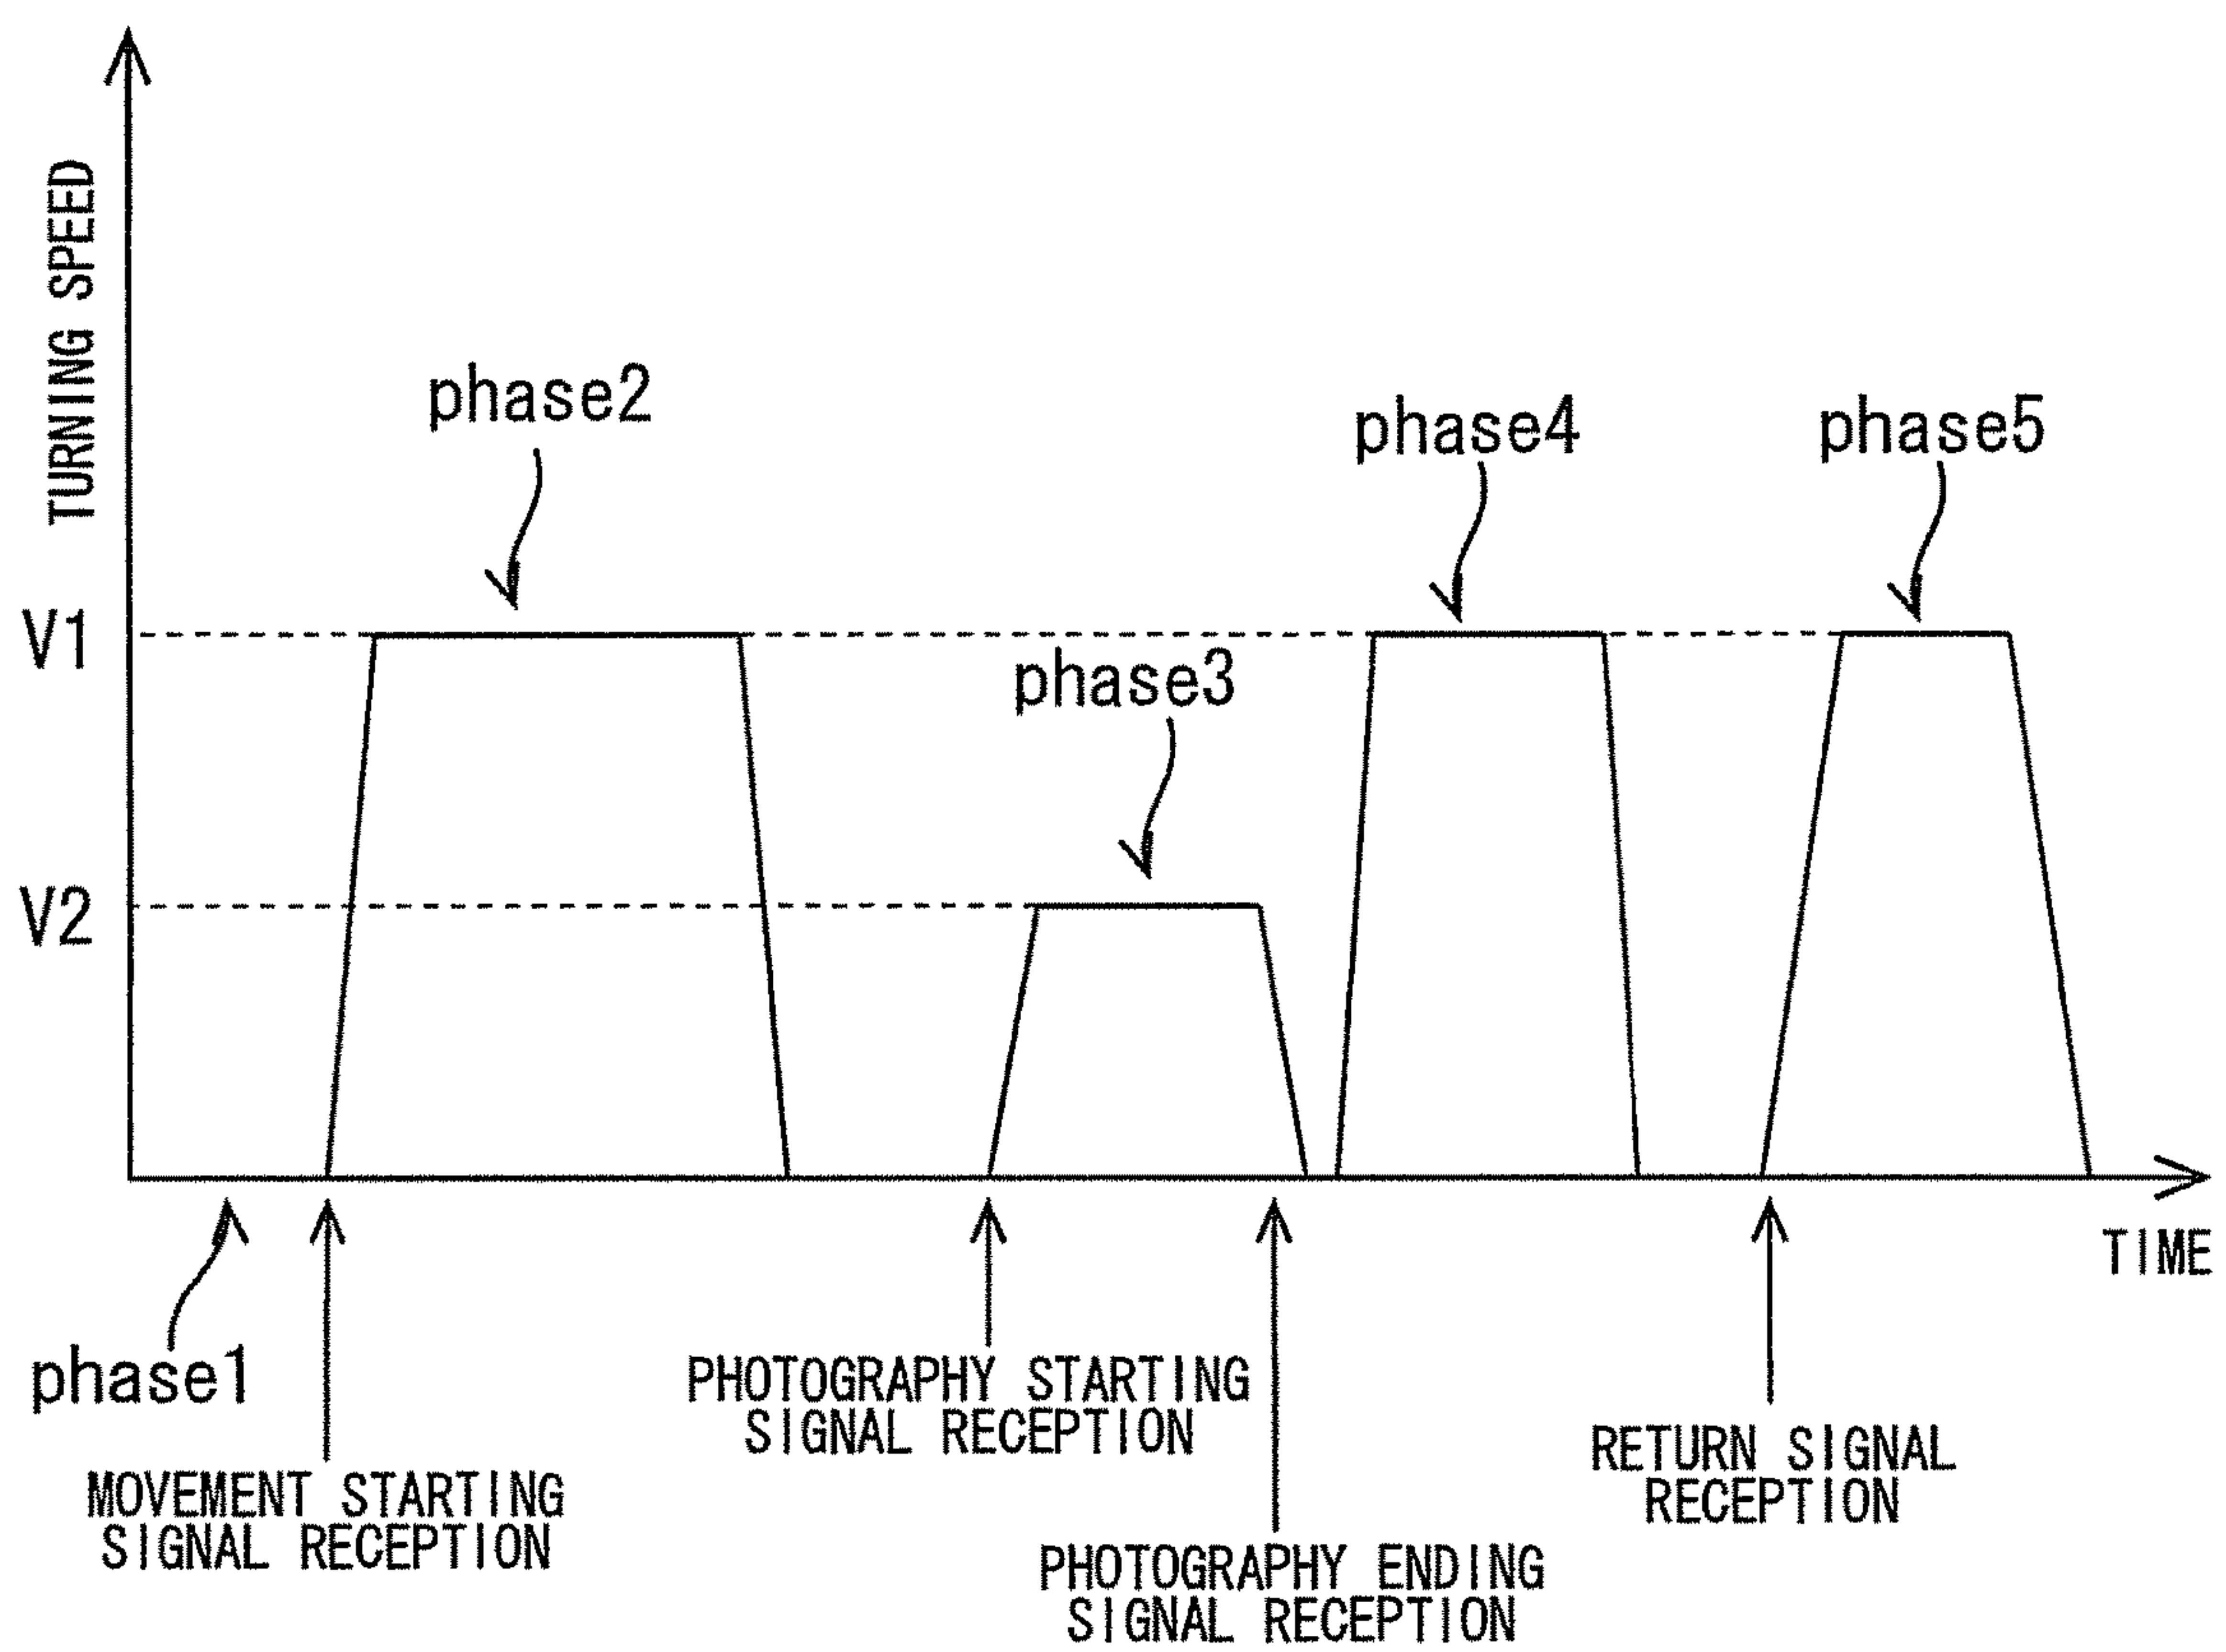 TURNING SPEED
phase2
phase4
phase5
V1
phase3
V2
TIME
phase1
PHOTOGRAPHY STARTING
SIGNAL RECEPTION
RETURN SIGNAL
RECEPTION
MOVEMENT STARTING
SIGNAL RECEPTION
PHOTOGRAPHY ENDING
SIGNAL RECEPTION